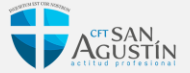 CFT SAN
AGUSTÍN
actitud profesional